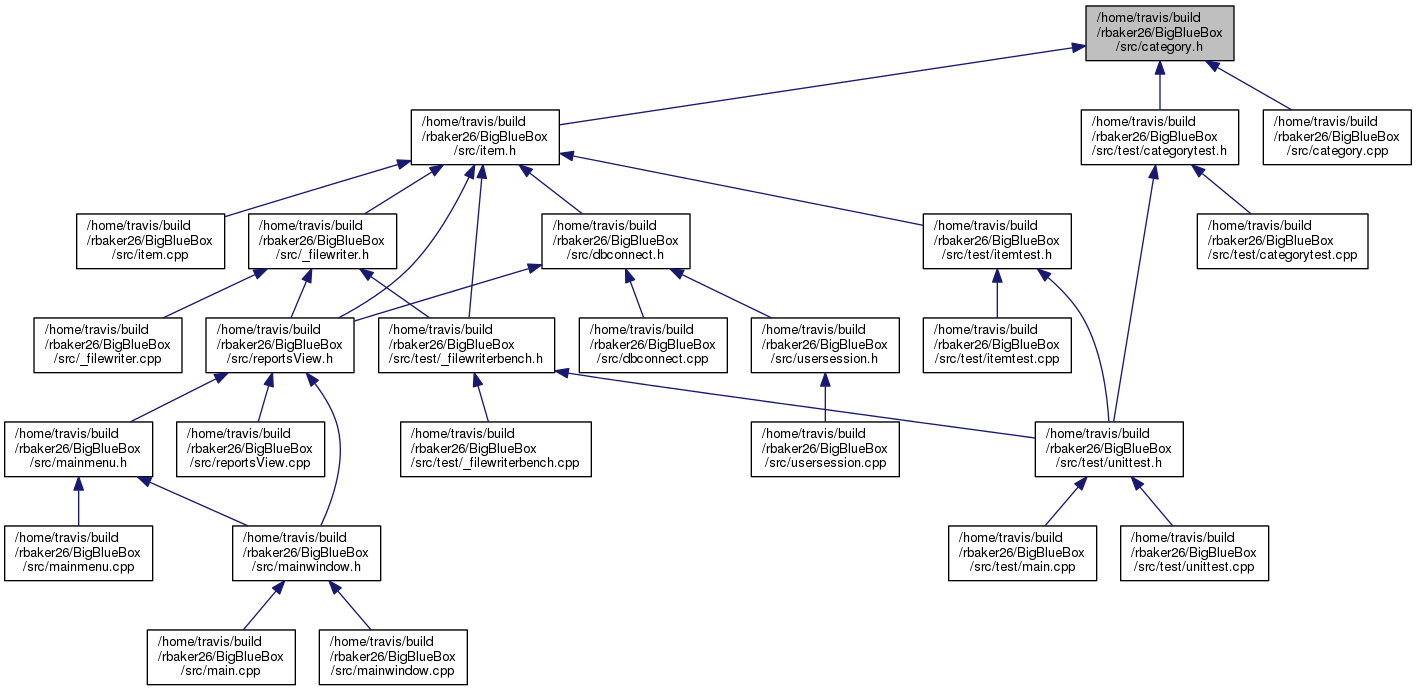 /home/travis/build
/rbaker26/BigBlueBox
/src/category.h
/home/travis/build
/rbaker26/BigBlueBox
/src/item.h
/home/travis/build
/rbaker26/BigBlueBox
/src/test/categorytest.h
/home/travis/build
/rbaker26/BigBlueBox
/src/category.cpp
/home/travis/build
/rbaker26/BigBlueBox
/src/item.cpp
/home/travis/build
/rbaker26/BigBlueBox
/src/_filewriter.h
/home/travis/build
/rbaker26/BigBlueBox
/src/dbconnect.h
/home/travis/build
/rbaker26/BigBlueBox
/src/test/itemtest.h
/home/travis/build
/rbaker26/BigBlueBox
/src/test/categorytest.cpp
/home/travis/build
/rbaker26/BigBlueBox
/src/_filewriter.cpp
/home/travis/build
/rbaker26/BigBlueBox
/src/reportsView.h
/home/travis/build
/rbaker26/BigBlueBox
/src/test/_filewriterbench.h
/home/travis/build
/rbaker26/BigBlueBox
/src/dbconnect.cpp
/home/travis/build
/rbaker26/BigBlueBox
/src/usersession.h
/home/travis/build
/rbaker26/BigBlueBox
/src/test/itemtest.cpp
/home/travis/build
/rbaker26/BigBlueBox
/src/mainmenu.h
/home/travis/build
/rbaker26/BigBlueBox
/src/reportsView.cpp
/home/travis/build
/rbaker26/BigBlueBox
/src/test/_filewriterbench.cpp
/home/travis/build
/rbaker26/BigBlueBox
/src/usersession.cpp
/home/travis/build
/rbaker26/BigBlueBox
/src/test/unittest.h
/home/travis/build
/rbaker26/BigBlueBox
/src/mainmenu.cpp
/home/travis/build
/rbaker26/BigBlueBox
/src/mainwindow.h
/home/travis/build
/rbaker26/BigBlueBox
/src/test/main.cpp
/home/travis/build
/rbaker26/BigBlueBox
/src/test/unittest.cpp
/home/travis/build
/rbaker26/BigBlueBox
/src/main.cpp
/home/travis/build
/rbaker26/BigBlueBox
/src/mainwindow.cpp